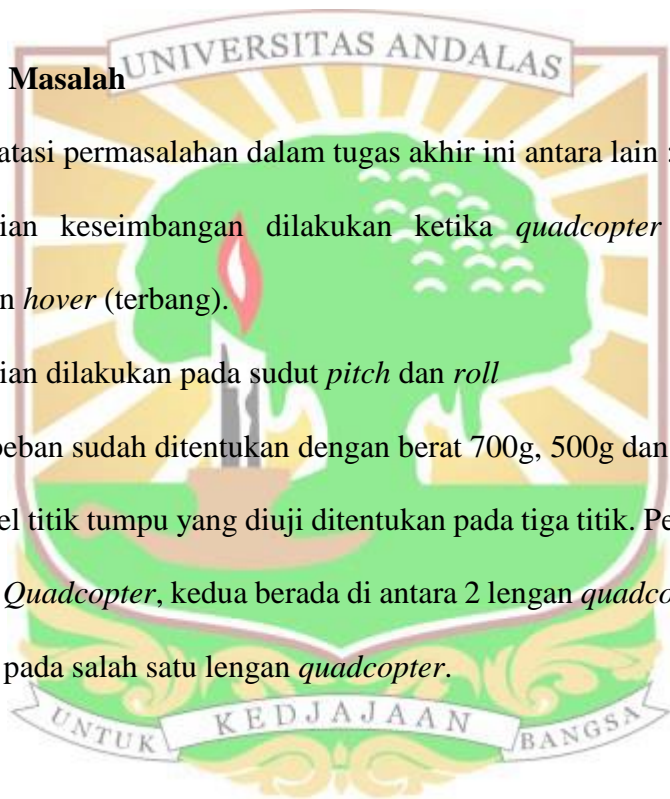 UNIVERSITAS ANDALAS
Masalah
atasi permasalahan dalam tugas akhir ini antara lain :
ian keseimbangan dilakukan ketika quadcopter
n hover (terbang).
ian dilakukan pada sudut pitch dan roll
beban sudah ditentukan dengan berat 700g, 500g dan
el titik tumpu yang diuji ditentukan pada tiga titik. Pe
Quadcopter, kedua berada di antara 2 lengan quadco
pada salah satu lengan quadcopter.
UNTUK KEDJAJAAN BANGSA